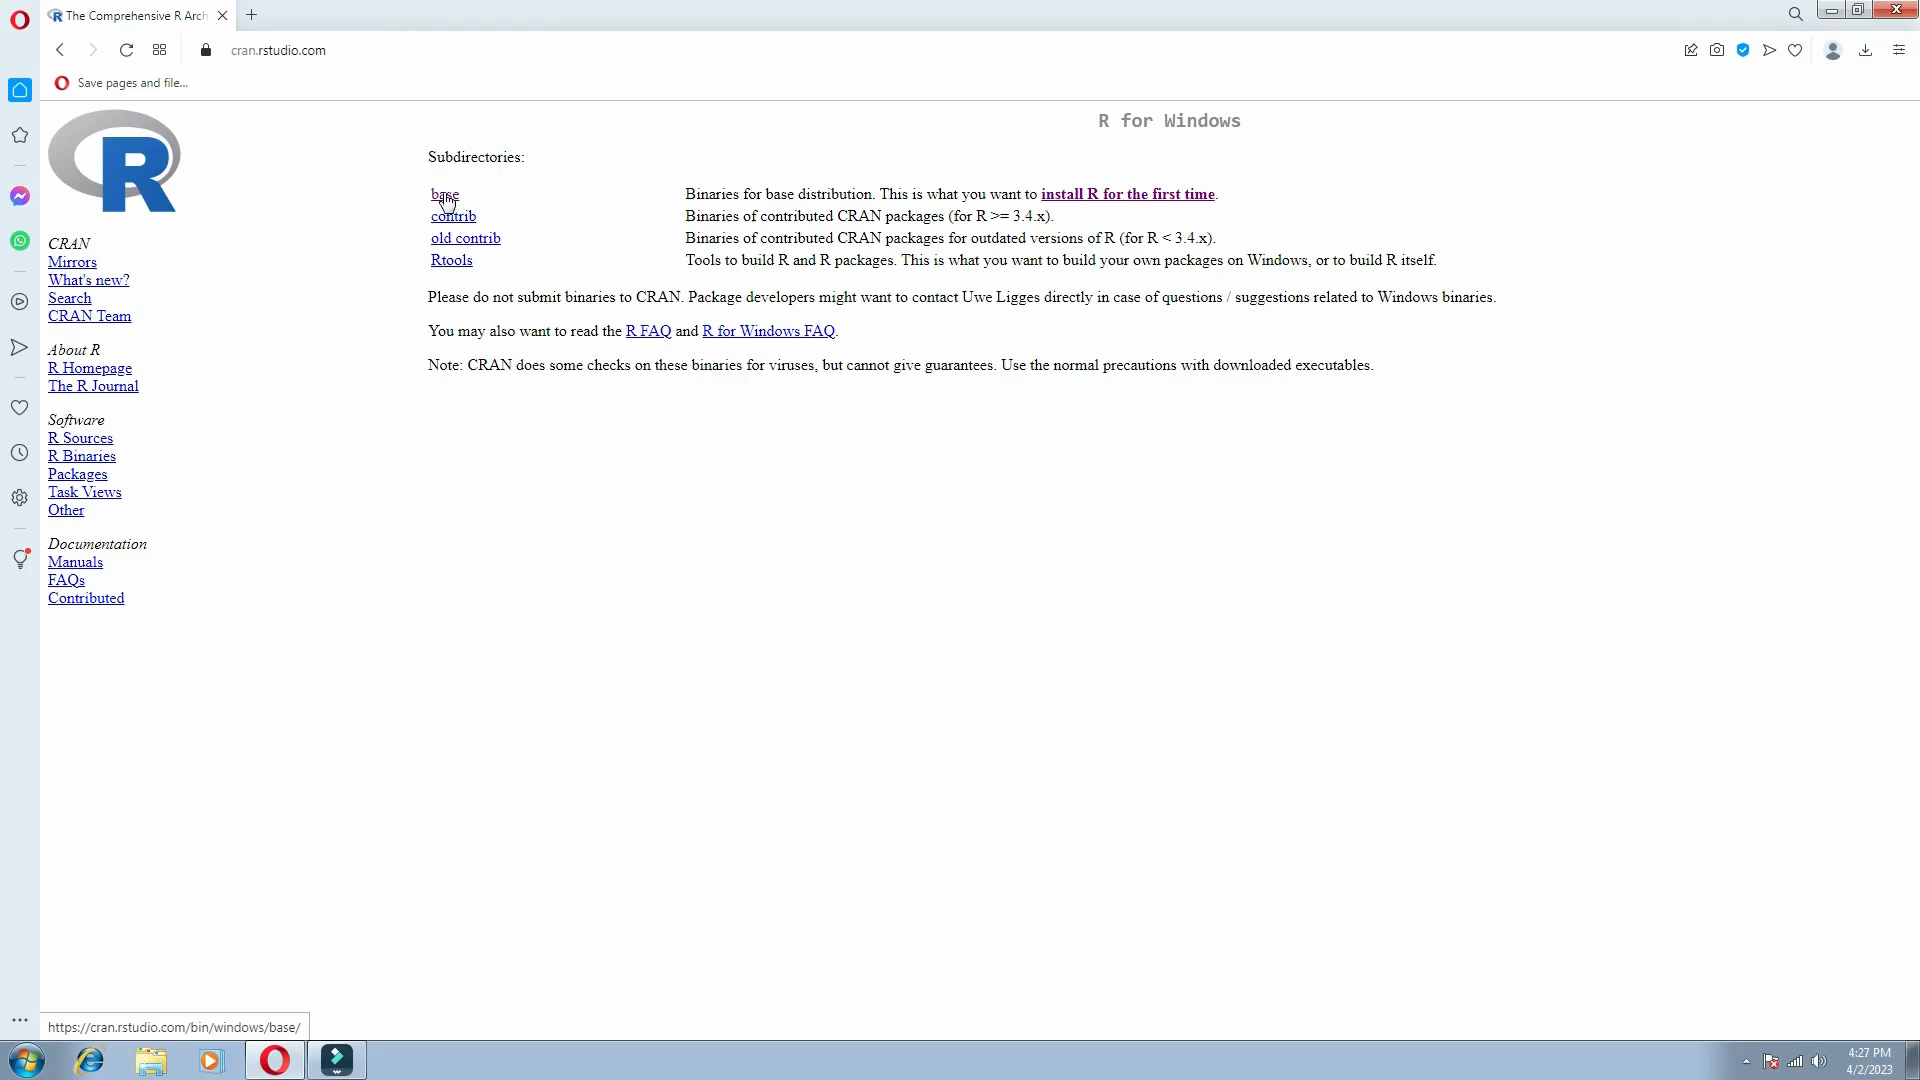 The Comprehensive R Arch
cran.rstudio.com
Save pages and file...
R
R for Windows
Subdirectories:
base Binaries for base distribution. This is what you want to install R for the first time.
contrib Binaries of contributed CRAN packages (for R >= 3.4.x).
old contrib Binaries of contributed CRAN packages for outdated versions of R (for R < 3.4.x).
Rtools Tools to build R and R packages. This is what you want to build your own packages on Windows, or to build R itself.
Please do not submit binaries to CRAN. Package developers might want to contact Uwe Ligges directly in case of questions / suggestions related to Windows binaries.
You may also want to read the R FAQ and R for Windows FAQ.
Note: CRAN does some checks on these binaries for viruses, but cannot give guarantees. Use the normal precautions with downloaded executables.
CRAN
Mirrors
What's new?
Search
CRAN Team
About R
R Homepage
The R Journal
Software
R Sources
R Binaries
Packages
Task Views
Other
Documentation
Manuals
FAQs
Contributed
https://cran.rstudio.com/bin/windows/base/
4:27 PM
4/2/2023